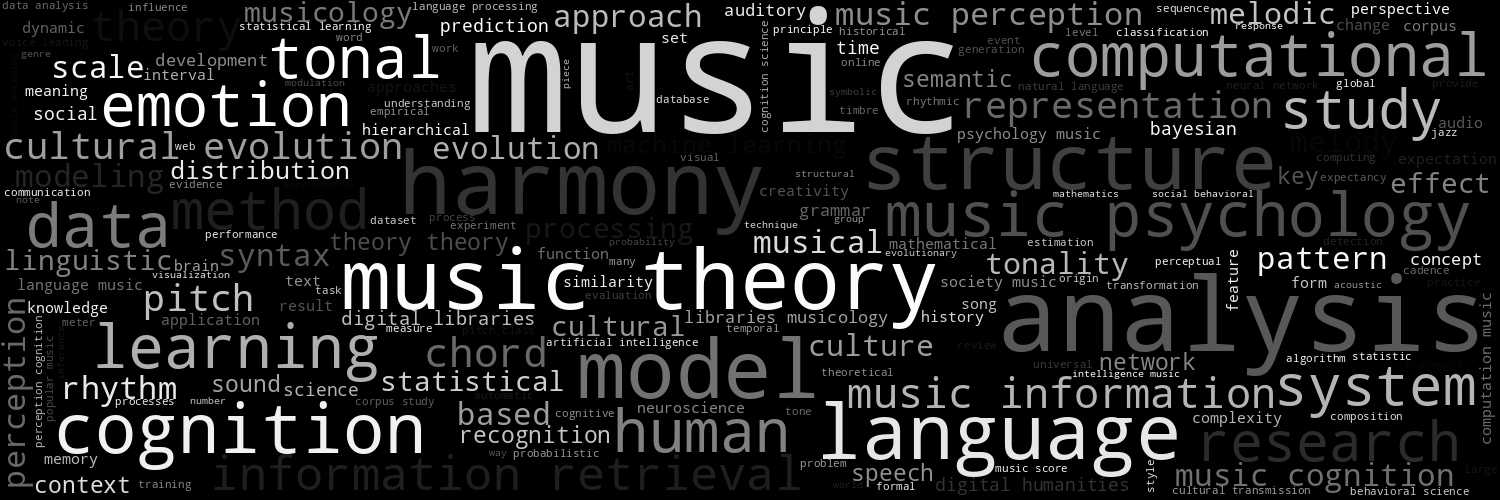 data analysis
influence
musicology
language processing
approach
auditory
music perception
sequence
melodic
perspective
dynamic
theory
statistical learning
prediction
principle
historical
level
classification
response
change
corpus
voice leading
word
set
music
time
event
genre
tonal
work
online
generation
computational
scale
development
interval
piece
art
cognition science
semantic
natural language
neural network
global
provide
meaning
modulation
approaches
database
symbolic
emotion
understanding
empirical
timbre
rhythmic
representation
study
social
hierarchical
psychology music
bayesian
audio
jazz
cultural evolution
web
evolution
machine learning
melody
distribution
harmony
visual
structure
computing
expectation
modeling
evidence
structural
key
expectancy
effect
communication
creativity
mathematics
social behavioral
note
data
method
dataset
process
experiment
processing
grammar
group
technique
music psychology
performance
theory theory
probability
musical
mathematical
estimation
detection
linguistic
brain
syntax
function
many
evolutionary
tonality
perceptual
pattern
concept
visualization
cadence
language music
text
task
music theory
similarity
evaluation
society music
origin
transformation
feature
form
acoustic
practice
knowledge
pitch
result
song
analysis
perception
meter
application
digital libraries
measure
pitch class
cultural
libraries musicology
temporal
history
computation music
learning
chord
artificial intelligence
culture
review
perception cognition
popular music
inference
model
theoretical
universal
network
algorithm
statistic
rhythm
sound
science
statistical
intelligence music
system
processes
number
corpus study
automatic
music information
cognition
based
cognitive
neuroscience
tone
complexity
composition
recognition
human
language
research
memory
way
probabilistic
problem
information retrieval
speech
music score
style
music cognition
large
context
training
world
formal
digital humanities
cultural transmission
behavioral science